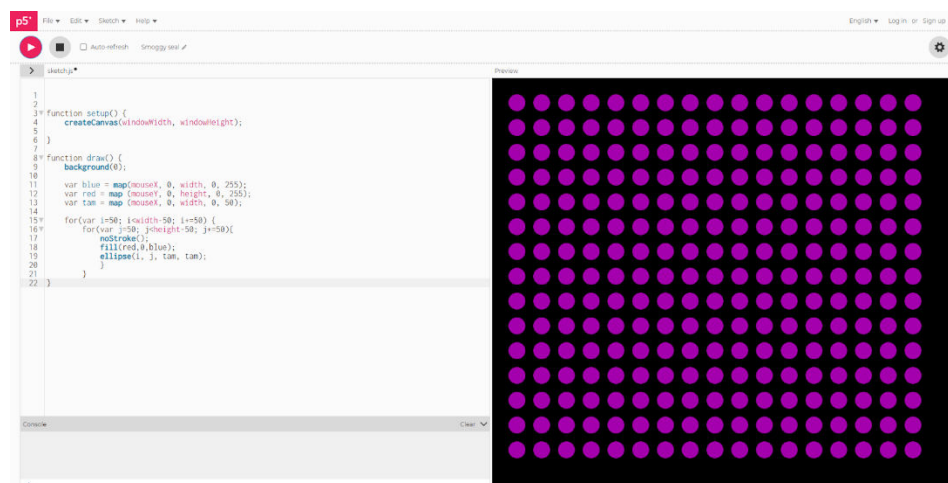 p5* File Edit Sketch Help English Log in or Sign up
Auto-refresh Smoggy seal
sketch.js Preview
1
2
3 function setup() {
4 createCanvas(windowWidth, windowHeight);
5
6 }
7
8 function draw() {
9 background(0);
10
11 var blue = map(mouseX, 0, width, 0, 255);
12 var red = map (mouseY, 0, height, 0, 255);
13 var tam = map (mouseX, 0, width, 0, 50);
14
15 for(var i=50; i<width-50; i+=50) {
16 for(var j=50; j<height-50; j+=50){
17 noStroke();
18 fill(red,0,blue);
19 ellipse(i, j, tam, tam);
20 }
21 }
22 }
Console Clear